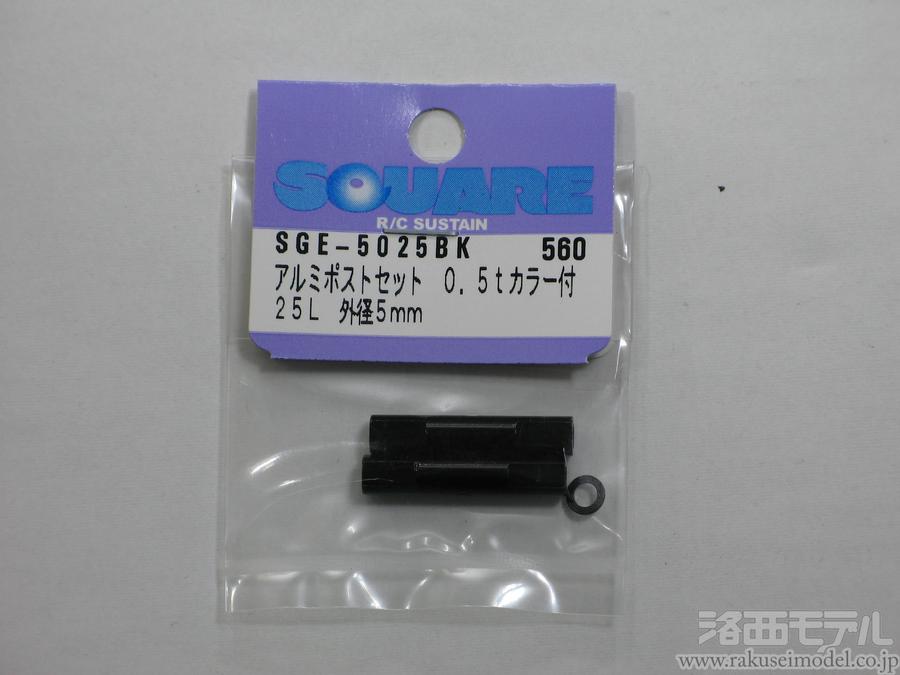 SQUARE
R/C SUSTAIN
SGE-5025BK 560
アルミポストセット 0.5tカラー付
25L 外径5mm
洛西モデル
www.rakuseimodel.co.jp